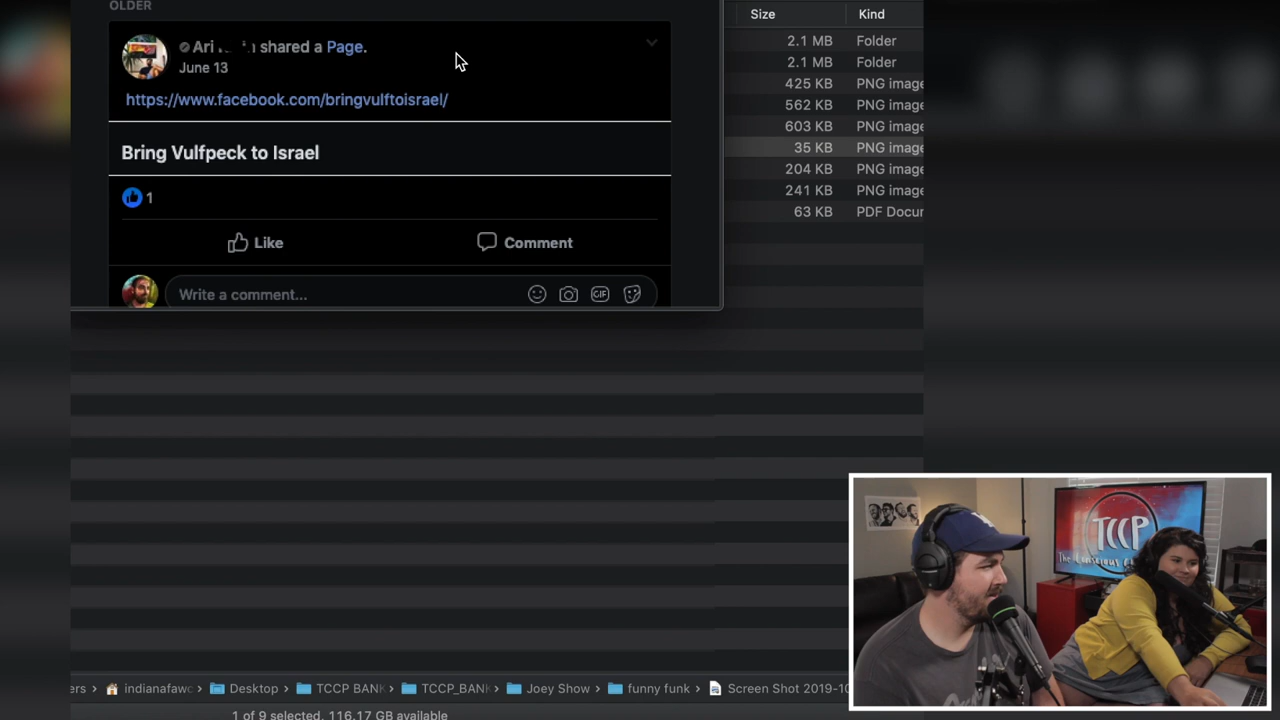 OLDER
Ari shared a Page.
June 13
https://www.facebook.com/bringvulftoisrael/
Bring Vulfpeck to Israel
1
Like
Comment
Write a comment...
GIF
Size Kind
2.1 MB Folder
2.1 MB Folder
425 KB PNG image
562 KB PNG image
603 KB PNG image
35 KB PNG image
204 KB PNG image
241 KB PNG image
63 KB PDF Docur
TCCP
The Conscious
ers › indianafawc › Desktop › TCCP BANK › TCCP_BANK › Joey Show › funny funk › Screen Shot 2019-10
1 of 9 selected, 116.17 GB available